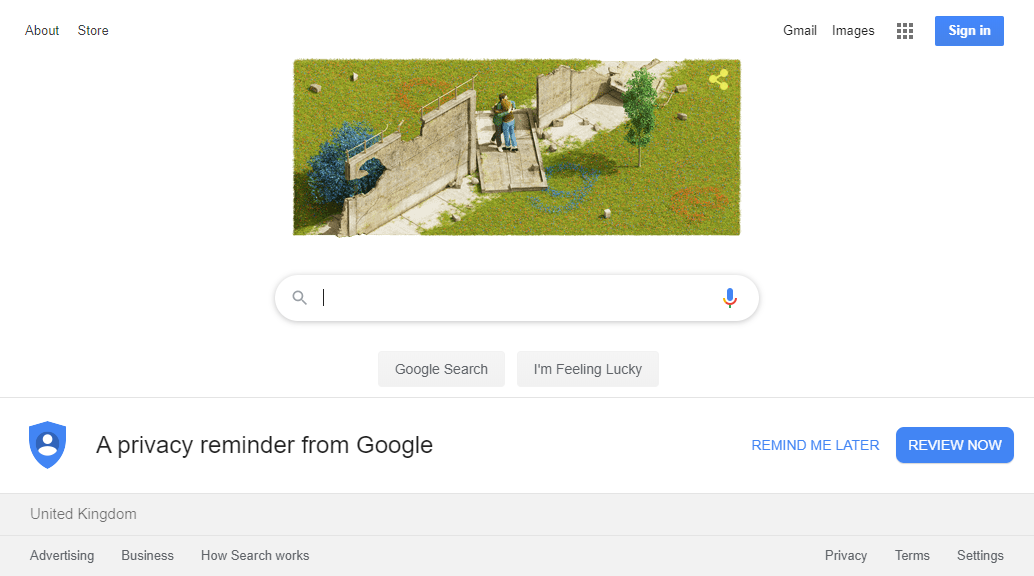 About Store Gmail Images Sign in
Google Search I'm Feeling Lucky
A privacy reminder from Google REMIND ME LATER REVIEW NOW
United Kingdom
Advertising Business How Search works Privacy Terms Settings